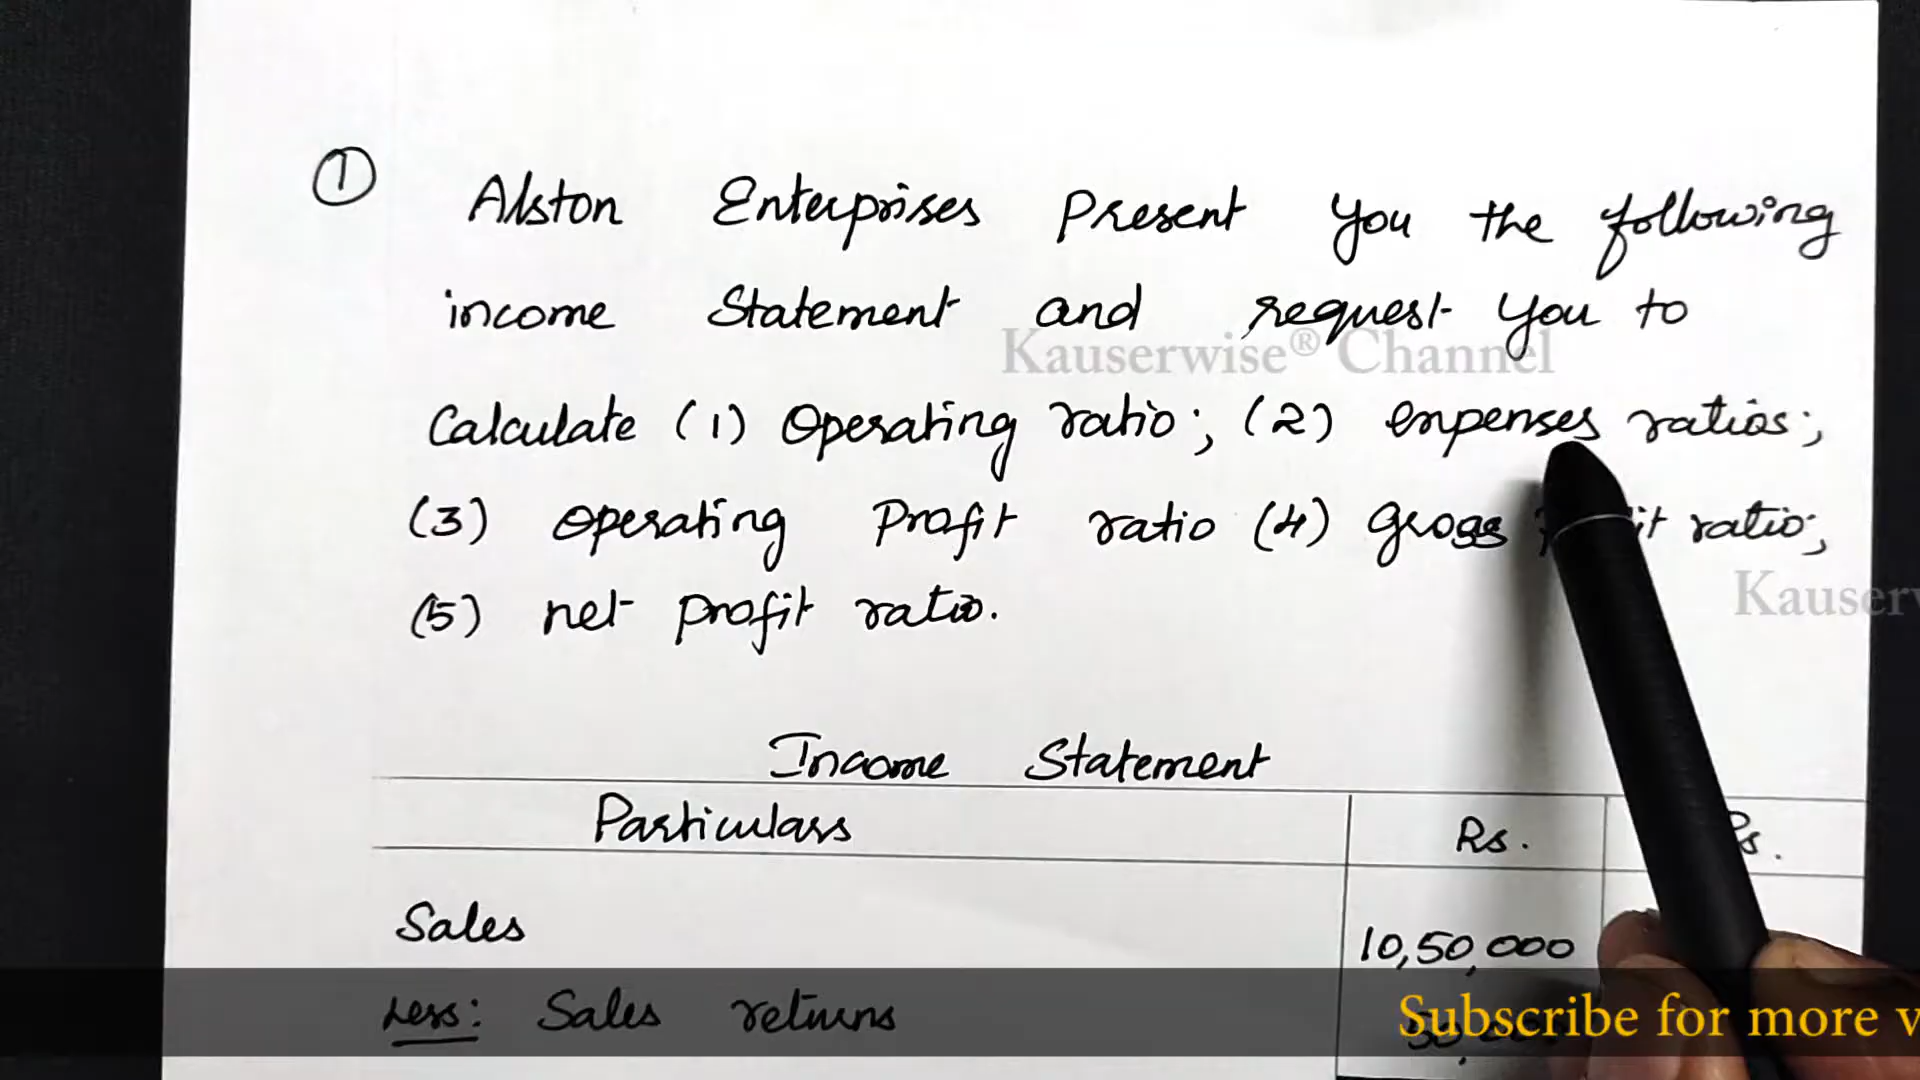 1
Alston Enterprises Present you the following
income Statement and request you to
Kauserwise® Channel
Calculate (1) Operating ratio; (2) expenses ratios;
(3) Operating Profit ratio (4) Gross ratio;
Kauserw
(5) net profit ratio.
Income Statement
Particulars Rs. Rs.
Sales 10,50,000
Less: Sales returns
Subscribe for more v